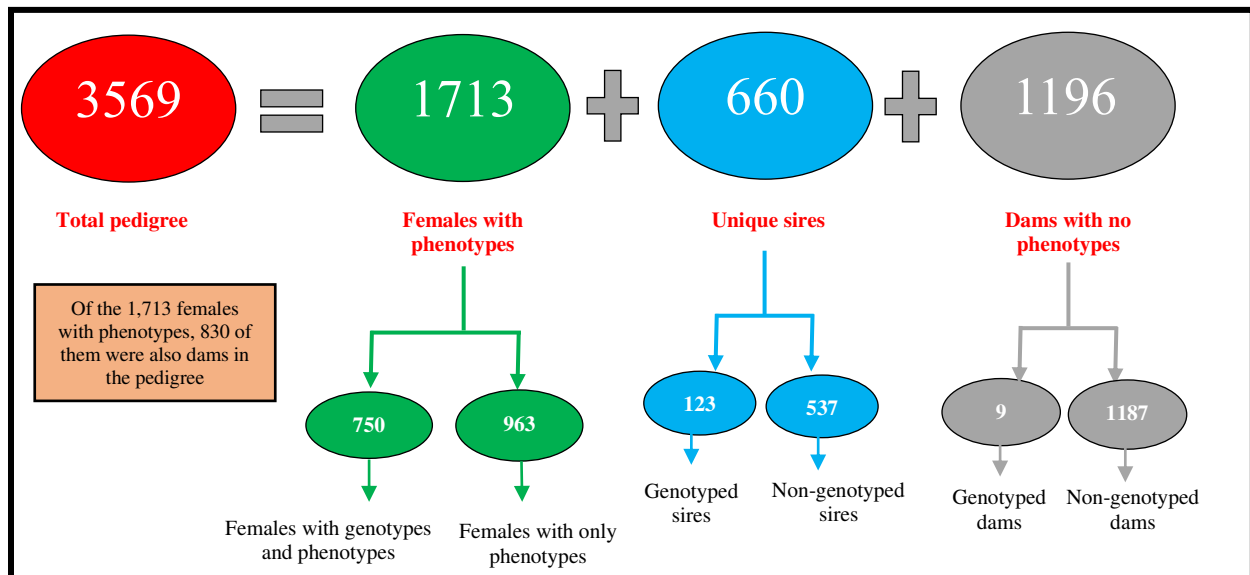 3569
1713
660
1196
Total pedigree
Females with
phenotypes
Unique sires
Dams with no
phenotypes
Of the 1,713 females
with phenotypes, 830 of
them were also dams in
the pedigree
750
963
123
537
9
1187
Females with genotypes
and phenotypes
Females with only
phenotypes
Genotyped
sires
Non-genotyped
sires
Genotyped
dams
Non-genotyped
dams